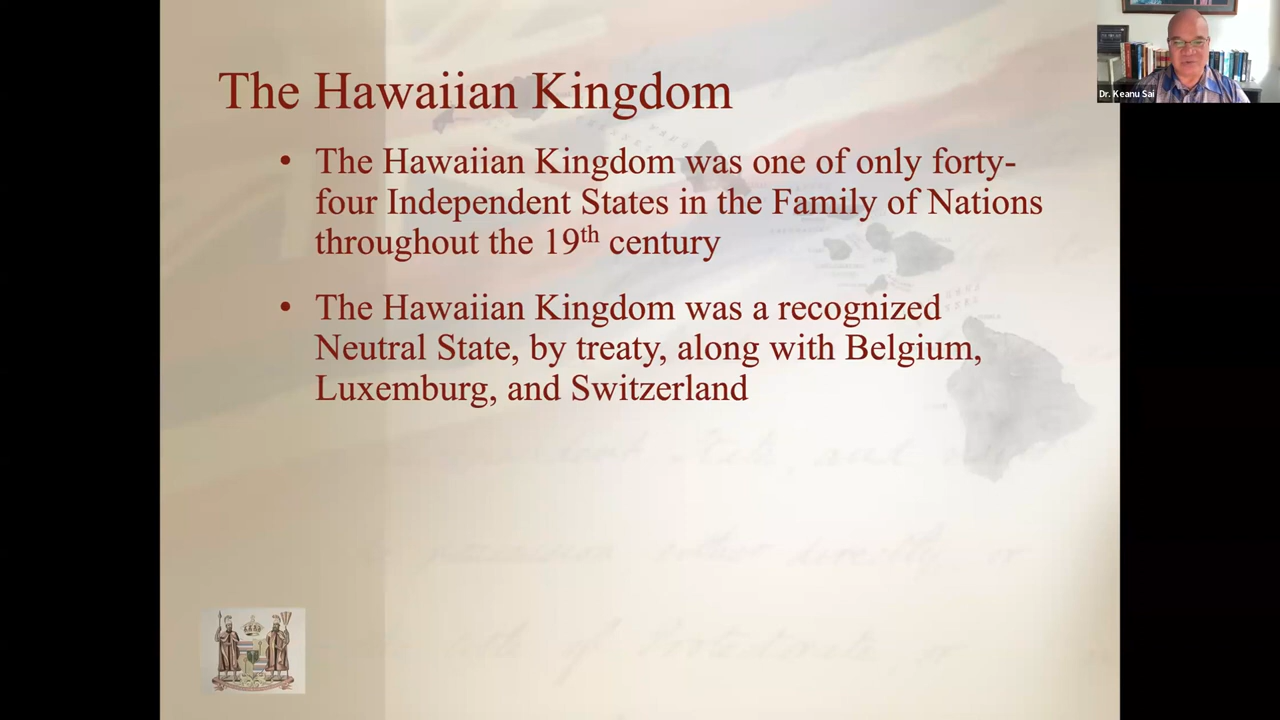 The Hawaiian Kingdom
• The Hawaiian Kingdom was one of only forty-
four Independent States in the Family of Nations
throughout the 19th century
• The Hawaiian Kingdom was a recognized
Neutral State, by treaty, along with Belgium,
Luxemburg, and Switzerland
Dr. Keanu Sai